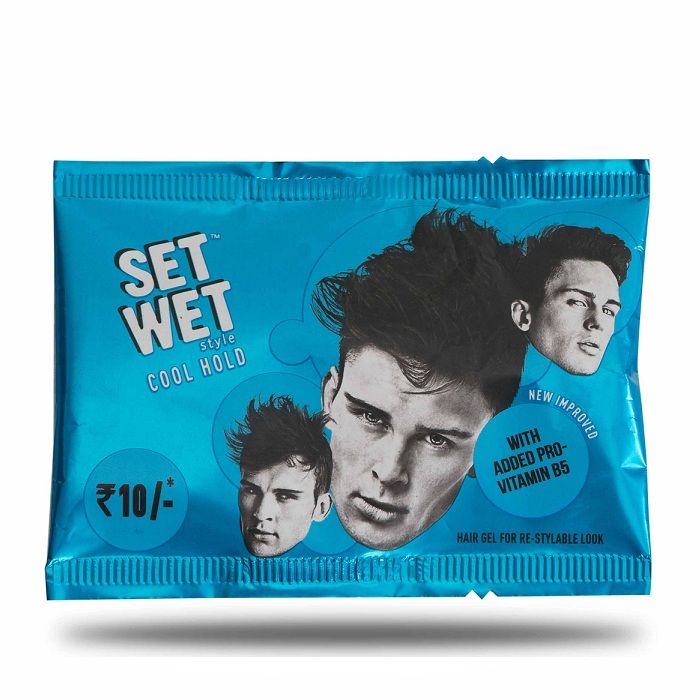 SET™
WET
style
COOL HOLD
NEW IMPROVED
WITH
ADDED PRO-
VITAMIN B5
₹10/-*
HAIR GEL FOR RE-STYLABLE LOOK